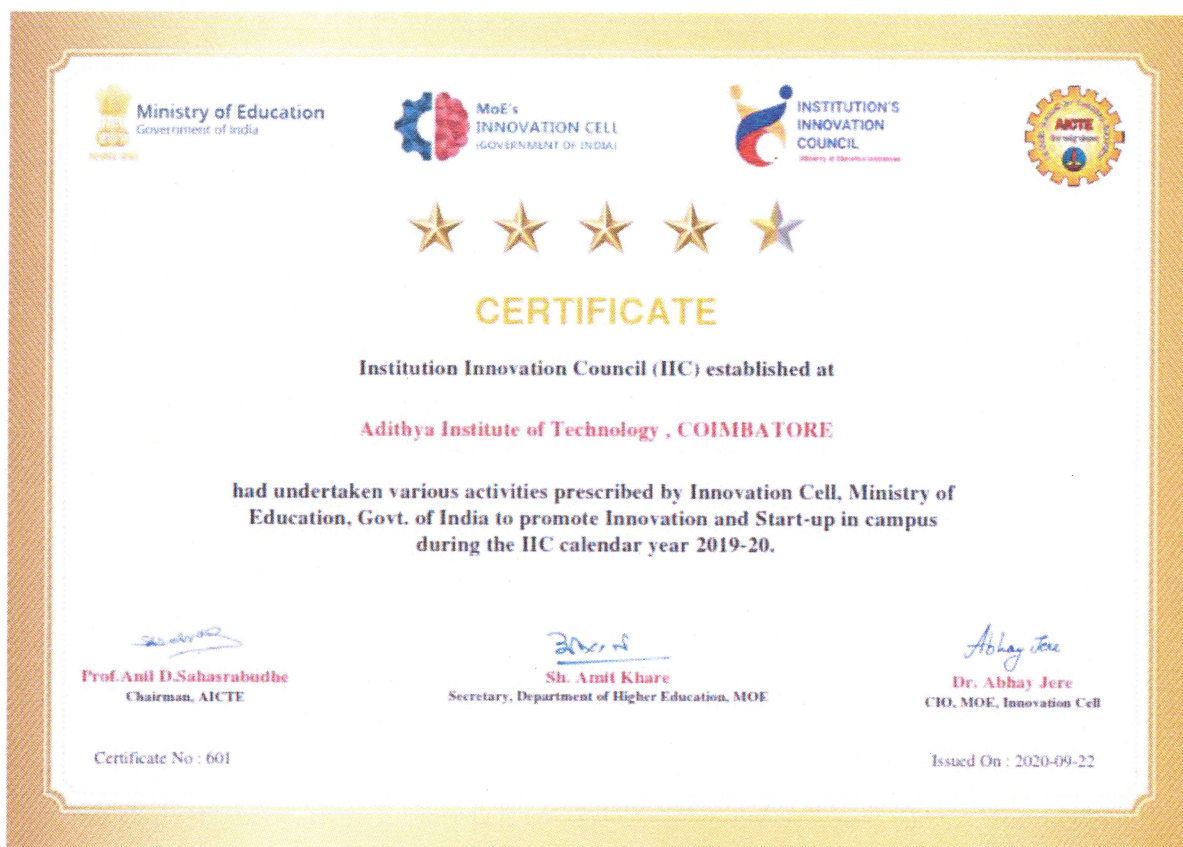 Ministry of Education
Government of India
MoE's
INNOVATION CELL
(GOVERNMENT OF INDIA)
INSTITUTION'S
INNOVATION
COUNCIL
AICTE
CERTIFICATE
Institution Innovation Council (IIC) established at
Adithya Institute of Technology , COIMBATORE
had undertaken various activities prescribed by Innovation Cell, Ministry of
Education, Govt. of India to promote Innovation and Start-up in campus
during the IIC calendar year 2019-20.
Abhay Jere
Prof.Anil D.Sahasrabudhe
Chairman, AICTE
Sh. Amit Khare
Secretary, Department of Higher Education, MOE
Dr. Abhay Jere
CIO, MOE, Innovation Cell
Certificate No : 601
Issued On : 2020-09-22